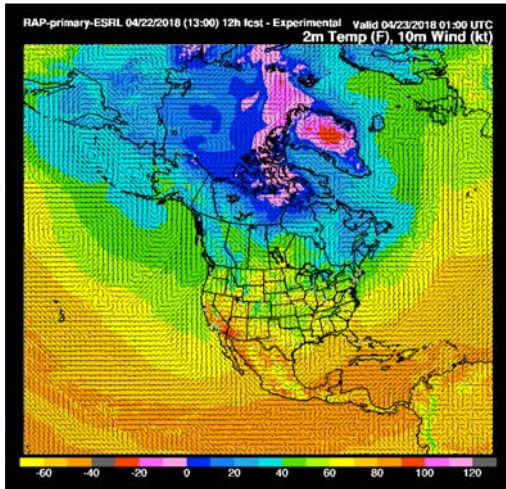 RAP-primary-ESRL 04/22/2018 (13:00) 12h fcst - Experimental Valid 04/23/2018 01:00 UTC
2m Temp (F), 10m Wind (kt)
-60 -40 -20 0 20 40 60 80 100 120